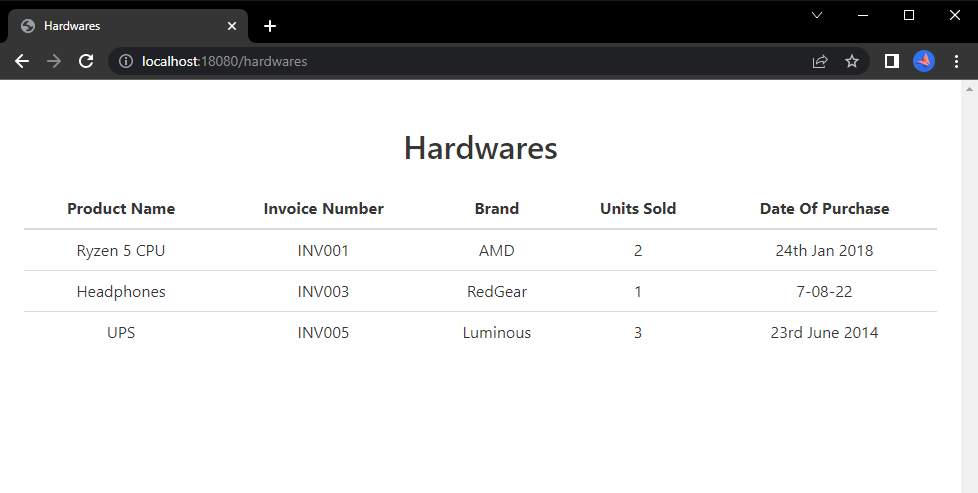 Hardwares
localhost:18080/hardwares
Hardwares
Product Name Invoice Number Brand Units Sold Date Of Purchase
Ryzen 5 CPU INV001 AMD 2 24th Jan 2018
Headphones INV003 RedGear 1 7-08-22
UPS INV005 Luminous 3 23rd June 2014